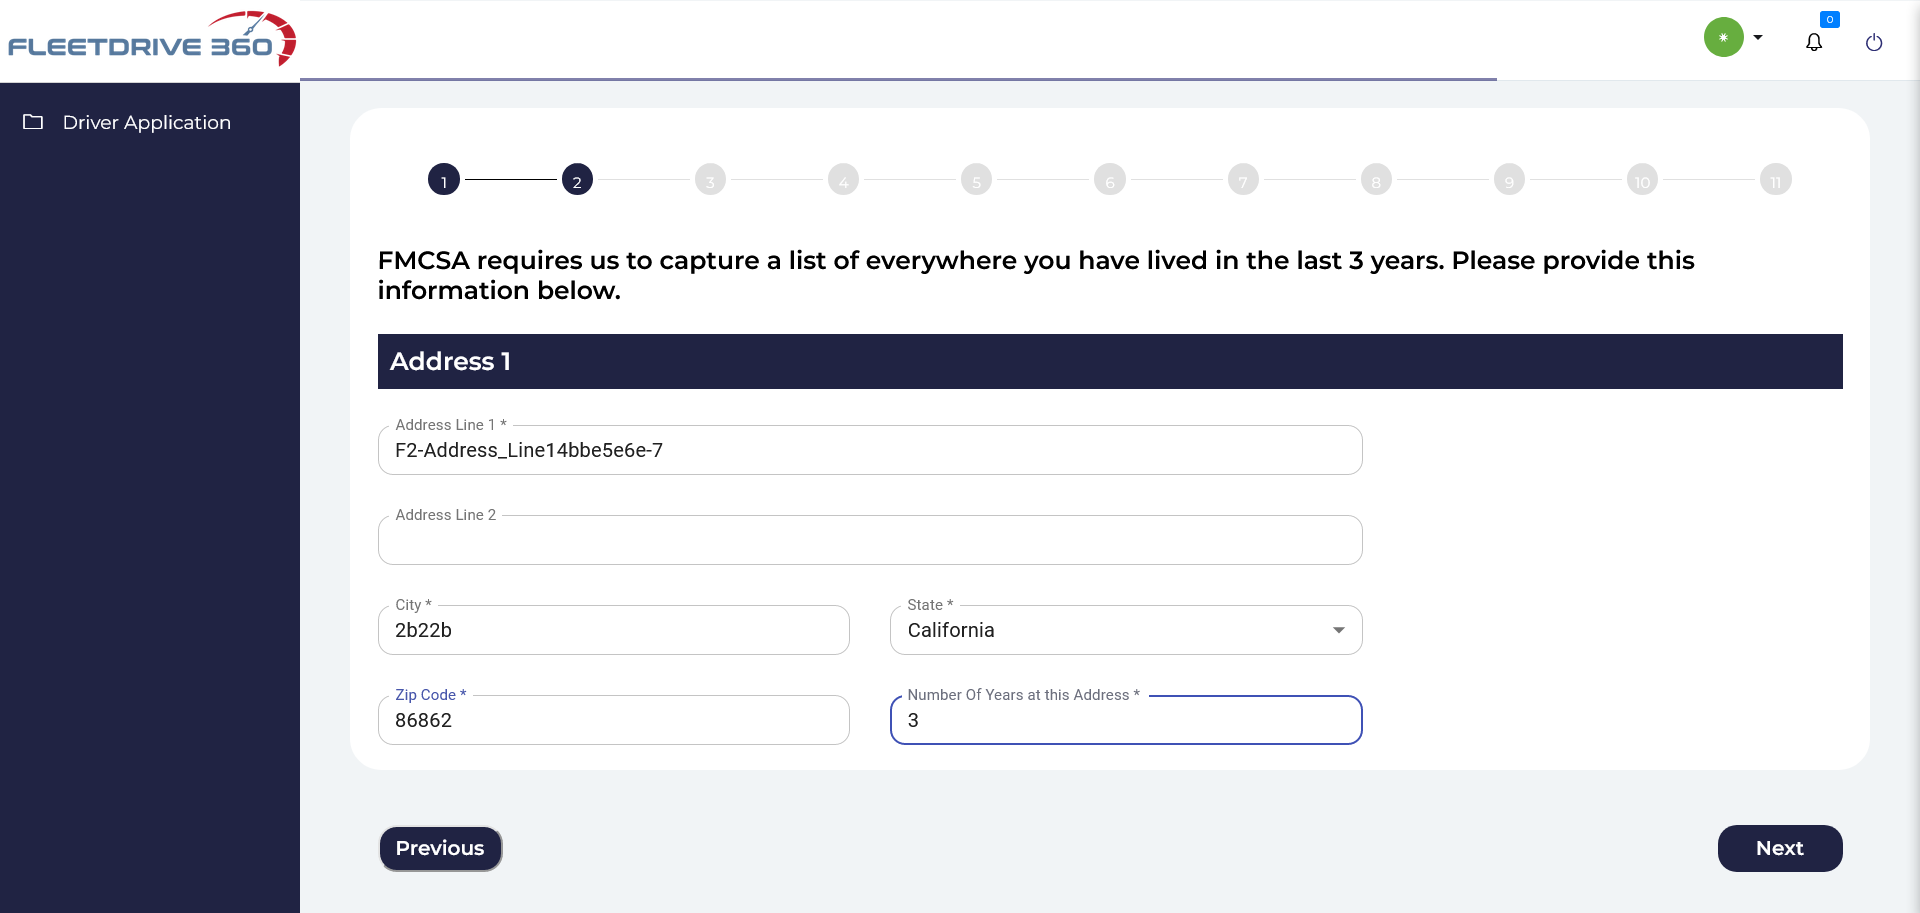 FLEETDRIVE 360
0
Driver Application
1 2 3 4 5 6 7 8 9 10 11
FMCSA requires us to capture a list of everywhere you have lived in the last 3 years. Please provide this
information below.
Address 1
Address Line 1 *
F2-Address_Line14bbe5e6e-7
Address Line 2
City *
2b22b
State *
California
Zip Code *
86862
Number Of Years at this Address *
3
Previous
Next